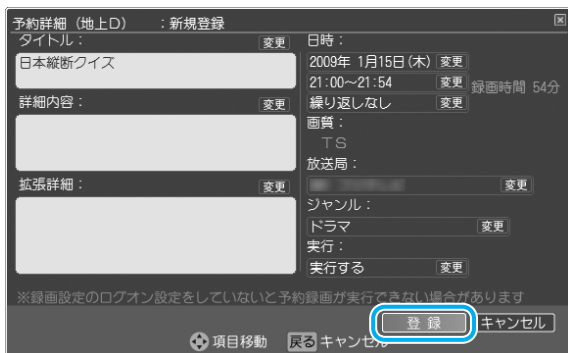 予約詳細（地上D）　：新規登録
タイトル：
変更
日本縦断クイズ
詳細内容：
変更
拡張詳細：
変更
日時：
2009年 1月15日(木) 変更
21:00～21:54 変更 録画時間 54分
繰り返しなし 変更
画質：
TS
放送局：
変更
ジャンル：
ドラマ 変更
実行：
実行する 変更
※録画設定のログオン設定をしていないと予約録画が実行できない場合があります
登録 キャンセル
項目移動 戻る キャンセル